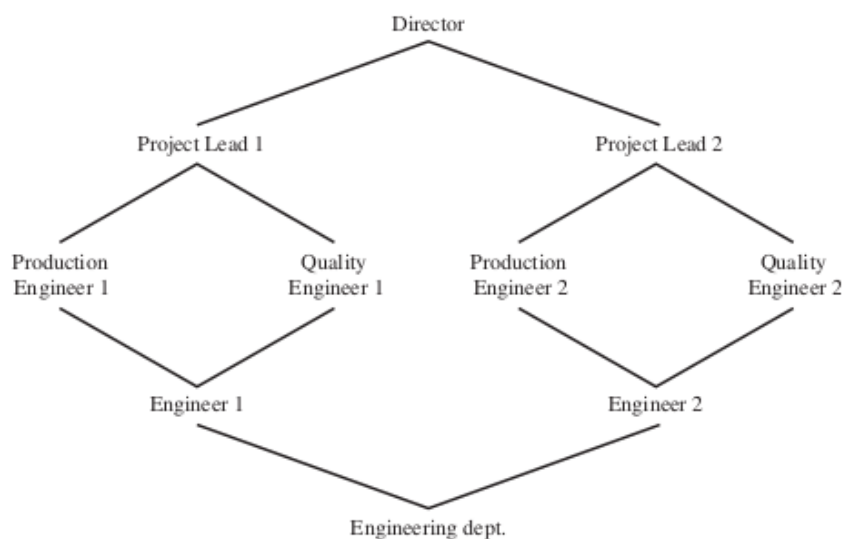 Director
Project Lead 1
Project Lead 2
Production
Engineer 1
Quality
Engineer 1
Production
Engineer 2
Quality
Engineer 2
Engineer 1
Engineer 2
Engineering dept.